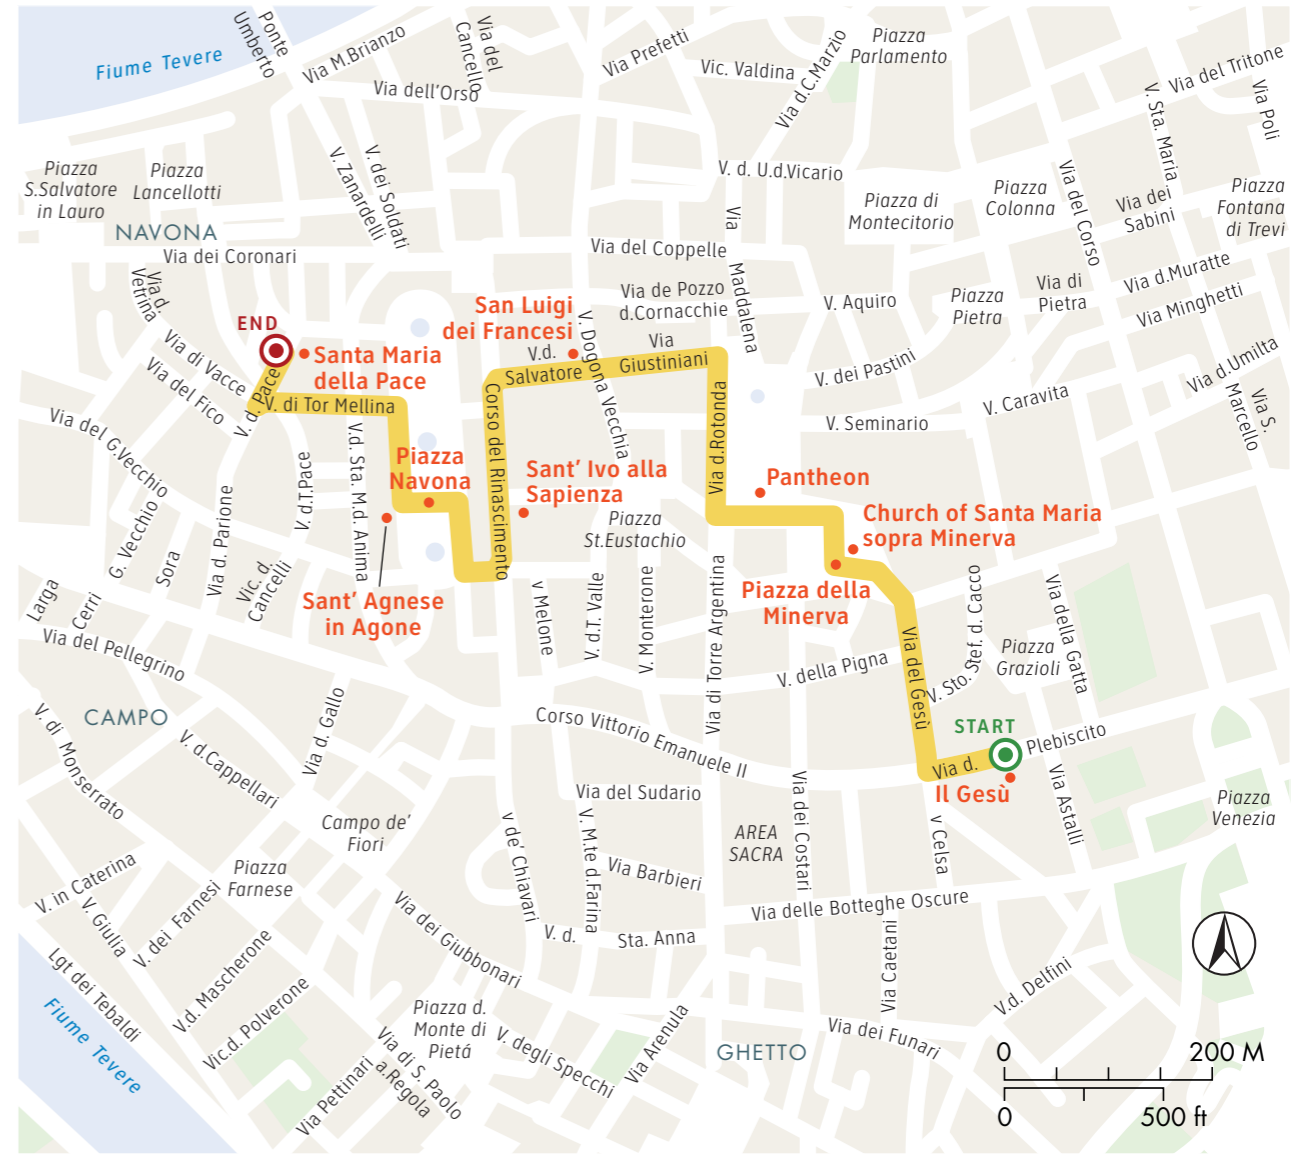 Fiume Tevere
Ponte
Umberto
Via M.Brianzo
Via del
Cancello
Via dell'Orso
Via Prefetti
Vic. Valdina
Via d.C.Marzio
Piazza
Parlamento
Via del Tritone
V. Sta. Maria
Via Poli
Piazza
S.Salvatore
in Lauro
Piazza
Lancellotti
V. Zanardelli
V. dei Soldati
V. d. U.d.Vicario
Piazza di
Montecitorio
Piazza
Colonna
Via del Corso
Via dei
Sabini
Piazza
Fontana
di Trevi
NAVONA
Via dei Coronari
Via del Coppelle
Via
Maddalena
Via d.
Vetrina
Via de Pozzo
d.Cornacchie
V. Aquiro
Piazza
Pietra
Via di
Pietra
Via d.Muratte
Via Minghetti
END
Santa Maria
della Pace
San Luigi
dei Francesi
V. Dogona Vecchia
V.d.
Salvatore
Via
Giustiniani
Via di Vacce
Via del Fico
V. d. Pace
V. di Tor Mellina
V. dei Pastini
V. Caravita
Via d.Umilta
Via S.
Marcello
V. Seminario
Via d.Rotonda
Via del G.Vecchio
V.d. Sta. M.d. Anima
Piazza
Navona
Corso del Rinascimento
Sant' Ivo alla
Sapienza
Pantheon
Church of Santa Maria
sopra Minerva
Piazza
St.Eustachio
G. Vecchio
Sora
Via d. Parione
V. d.T.Pace
Vic. d.
Cancelli
Sant' Agnese
in Agone
Larga
Cerri
Via del Pellegrino
v Melone
V. d.T. Valle
V. Monterone
Via di Torre Argentina
Piazza della
Minerva
V. Sto. Stef. d. Cacco
Via della Gatta
Piazza
Grazioli
V. della Pigna
Via del Gesù
START
Plebiscito
Via d.
Il Gesù
CAMPO
V. di Monserrato
V. d.Cappellari
Via d. Gallo
Corso Vittorio Emanuele II
Via del Sudario
Via dei Costari
v Celsa
Via Astalli
Piazza
Venezia
Campo de'
Fiori
v de' Chiavari
V. M.te d.Farina
Via Barbieri
AREA
SACRA
Piazza
Farnese
V. in Caterina
V. Giulia
V. dei Farnesi
V.d. Mascherone
Vic.d. Polverone
Via dei Giubbonari
V. d.
Sta. Anna
Via delle Botteghe Oscure
Via Caetani
V.d. Delfini
Lgt dei Tebaldi
Fiume Tevere
Piazza d.
Monte di
Pietá
V. degli Specchi
Via Arenula
Via di S. Paolo
a.Regola
Via Pettinari
GHETTO
Via dei Funari
0 200 M
0 500 ft